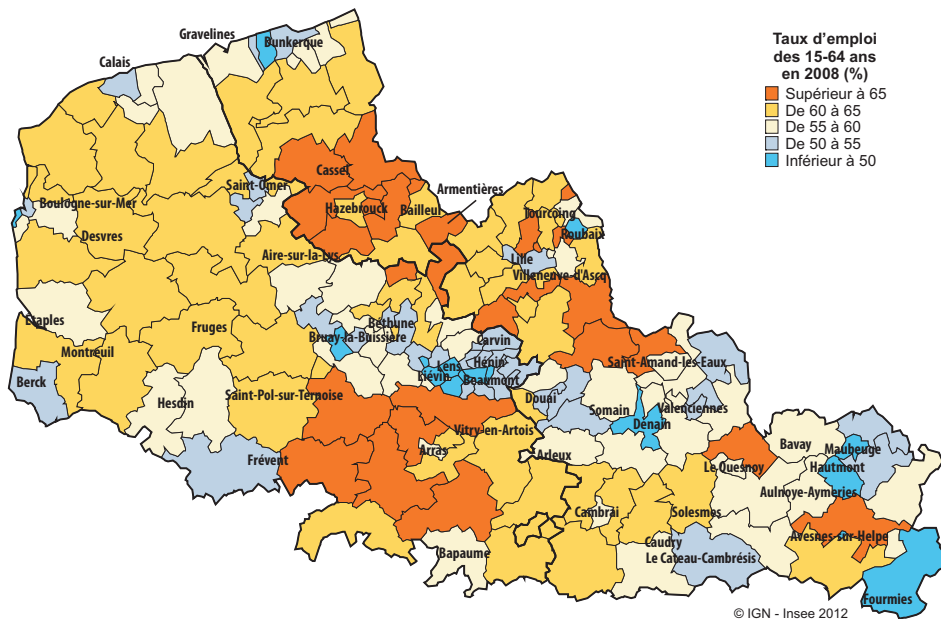 Taux d'emploi
des 15-64 ans
en 2008 (%)
Supérieur à 65
De 60 à 65
De 55 à 60
De 50 à 55
Inférieur à 50
Gravelines
Dunkerque
Calais
Cassel
Saint-Omer
Armentières
Boulogne-sur-Mer
Hazebrouck
Bailleul
Tourcoing
Desvres
Roubaix
Aire-sur-la-Lys
Lille
Villeneuve-d'Ascq
Etaples
Fruges
Béthune
Bruay-la-Buissière
Carvin
Montreuil
Lens
Hénin
Saint-Amand-les-Eaux
Berck
Liévin
Beaumont
Hesdin
Saint-Pol-sur-Ternoise
Douai
Somain
Valenciennes
Denain
Vitry-en-Artois
Frévent
Arras
Arleux
Bavay
Maubeuge
Le Quesnoy
Hautmont
Aulnoye-Aymeries
Cambrai
Solesmes
Avesnes-sur-Helpe
Bapaume
Caudry
Le Cateau-Cambrésis
Fourmies
© IGN - Insee 2012